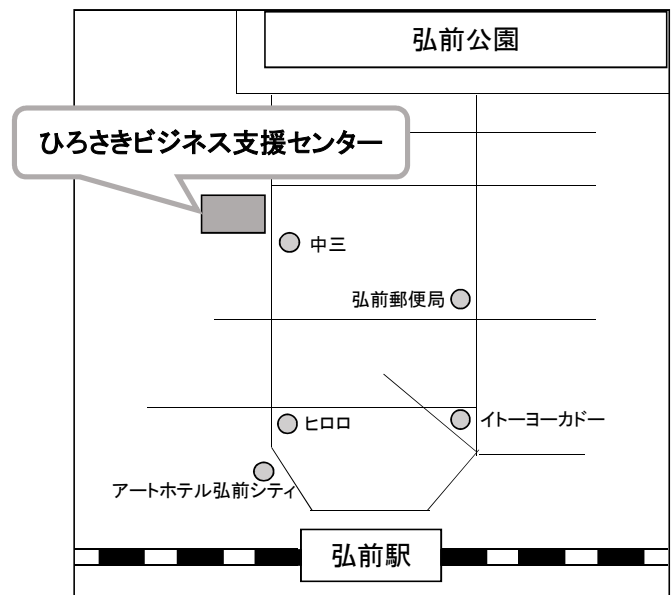 弘前公園
ひろさきビジネス支援センター
中三
弘前郵便局
ヒロロ
イトーヨーカドー
アートホテル弘前シティ
弘前駅